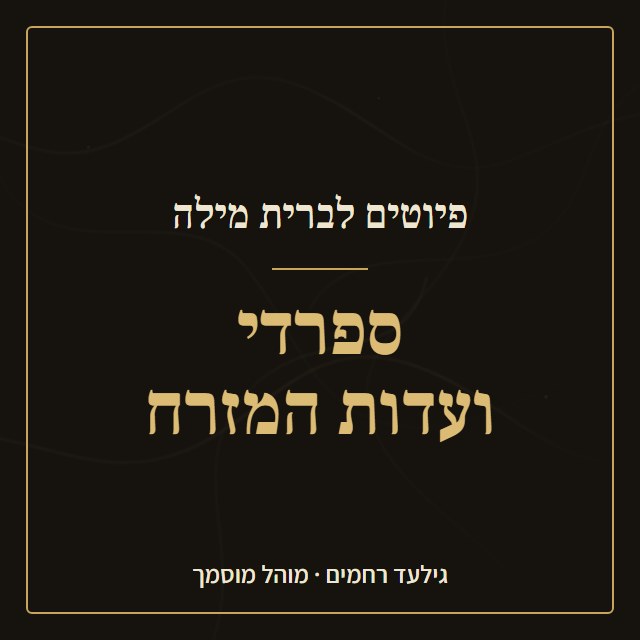 פיוטים לברית מילה
ספרדי
ועדות המזרח
גילעד רחמים · מוהל מוסמך